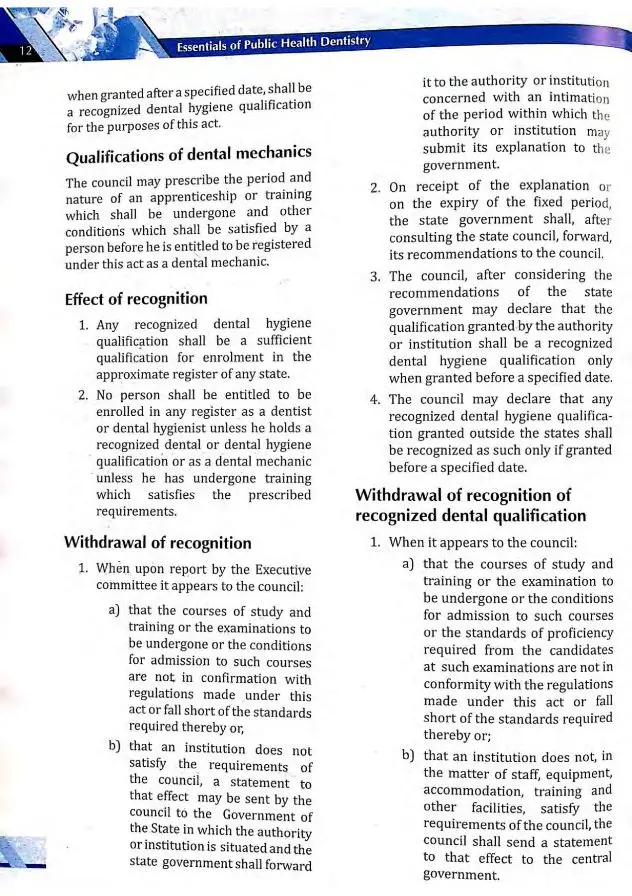 12
Essentials of Public Health Dentistry
when granted after a specified date, shall be
a recognized dental hygiene qualification
for the purposes of this act.
Qualifications of dental mechanics
The council may prescribe the period and
nature of an apprenticeship or training
which shall be undergone and other
conditions which shall be satisfied by a
person before he is entitled to be registered
under this act as a dental mechanic.
Effect of recognition
1. Any recognized dental hygiene
qualification shall be a sufficient
qualification for enrolment in the
approximate register of any state.
2. No person shall be entitled to be
enrolled in any register as a dentist
or dental hygienist unless he holds a
recognized dental or dental hygiene
qualification or as a dental mechanic
unless he has undergone training
which satisfies the prescribed
requirements.
Withdrawal of recognition
1. When upon report by the Executive
committee it appears to the council:
a) that the courses of study and
training or the examinations to
be undergone or the conditions
for admission to such courses
are not in confirmation with
regulations made under this
act or fall short of the standards
required thereby or,
b) that an institution does not
satisfy the requirements of
the council, a statement to
that effect may be sent by the
council to the Government of
the State in which the authority
or institution is situated and the
state government shall forward
it to the authority or institution
concerned with an intimation
of the period within which the
authority or institution may
submit its explanation to the
government.
2. On receipt of the explanation or
on the expiry of the fixed period,
the state government shall, after
consulting the state council, forward,
its recommendations to the council.
3. The council, after considering the
recommendations of the state
government may declare that the
qualification granted by the authority
or institution shall be a recognized
dental hygiene qualification only
when granted before a specified date.
4. The council may declare that any
recognized dental hygiene qualifica-
tion granted outside the states shall
be recognized as such only if granted
before a specified date.
Withdrawal of recognition of
recognized dental qualification
1. When it appears to the council:
a) that the courses of study and
training or the examination to
be undergone or the conditions
for admission to such courses
or the standards of proficiency
required from the candidates
at such examinations are not in
conformity with the regulations
made under this act or fall
short of the standards required
thereby or;
b) that an institution does not, in
the matter of staff, equipment,
accommodation, training and
other facilities, satisfy the
requirements of the council, the
council shall send a statement
to that effect to the central
government.